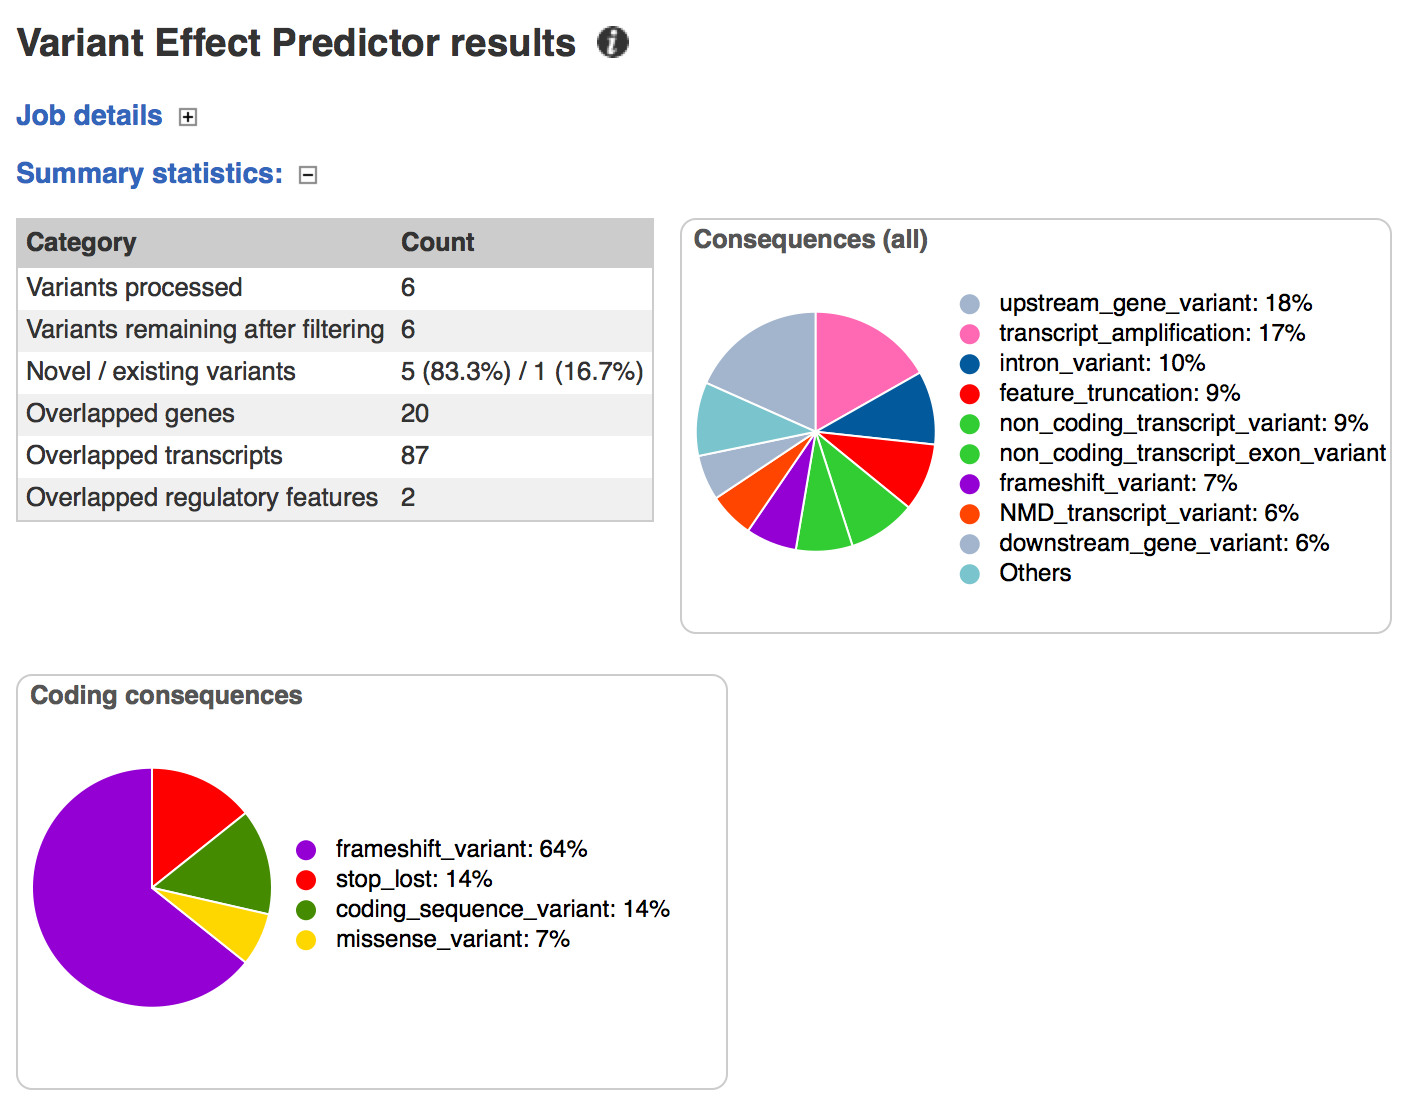 Variant Effect Predictor results i
Job details +
Summary statistics: −
Category Count
Variants processed 6
Variants remaining after filtering 6
Novel / existing variants 5 (83.3%) / 1 (16.7%)
Overlapped genes 20
Overlapped transcripts 87
Overlapped regulatory features 2
Consequences (all)
upstream_gene_variant: 18%
transcript_amplification: 17%
intron_variant: 10%
feature_truncation: 9%
non_coding_transcript_variant: 9%
non_coding_transcript_exon_variant
frameshift_variant: 7%
NMD_transcript_variant: 6%
downstream_gene_variant: 6%
Others
Coding consequences
frameshift_variant: 64%
stop_lost: 14%
coding_sequence_variant: 14%
missense_variant: 7%